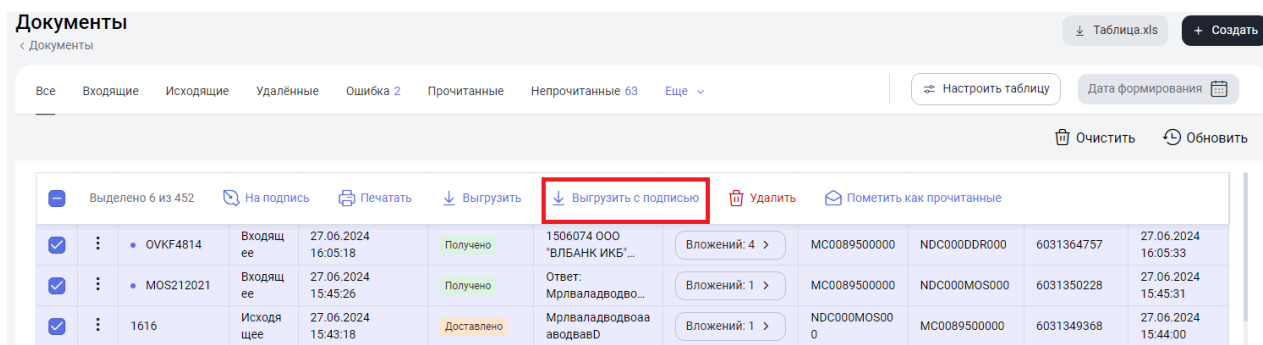 Документы
Таблица.xls
+ Создать
< Документы
Все Входящие Исходящие Удалённые Ошибка 2 Прочитанные Непрочитанные 63 Еще
Настроить таблицу
Дата формирования
Очистить
Обновить
Выделено 6 из 452 На подпись Печатать Выгрузить Выгрузить с подписью Удалить Пометить как прочитанные
OVKF4814
Входящ
ее
27.06.2024
16:05:18
Получено
1506074 ООО
"ВЛБАНК ИКБ"...
Вложений: 4 >
MC0089500000
NDC000DDR000
6031364757
27.06.2024
16:05:33
MOS212021
Входящ
ее
27.06.2024
15:45:26
Получено
Ответ:
Мрлваладводво...
Вложений: 1 >
MC0089500000
NDC000MOS000
6031350228
27.06.2024
15:45:31
1616
Исходя
щее
27.06.2024
15:43:18
Доставлено
Мрлваладводвоаа
аводвавD
Вложений: 1 >
NDC000MOS00
0
MC0089500000
6031349368
27.06.2024
15:44:00